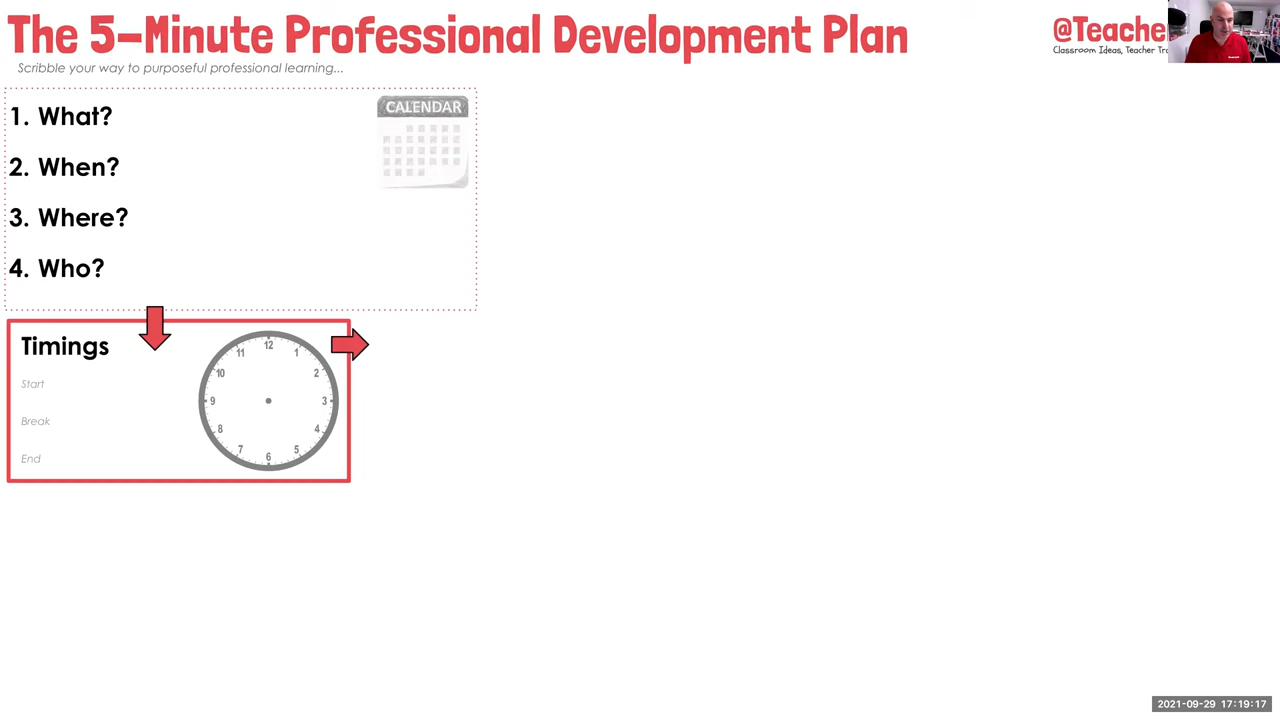 The 5-Minute Professional Development Plan
Scribble your way to purposeful professional learning...
@Teache
Classroom Ideas, Teacher Tra
1. What?
2. When?
3. Where?
4. Who?
CALENDAR
Timings
Start
Break
End
12
1
2
3
4
5
6
7
8
9
10
11
2021-09-29 17:19:17